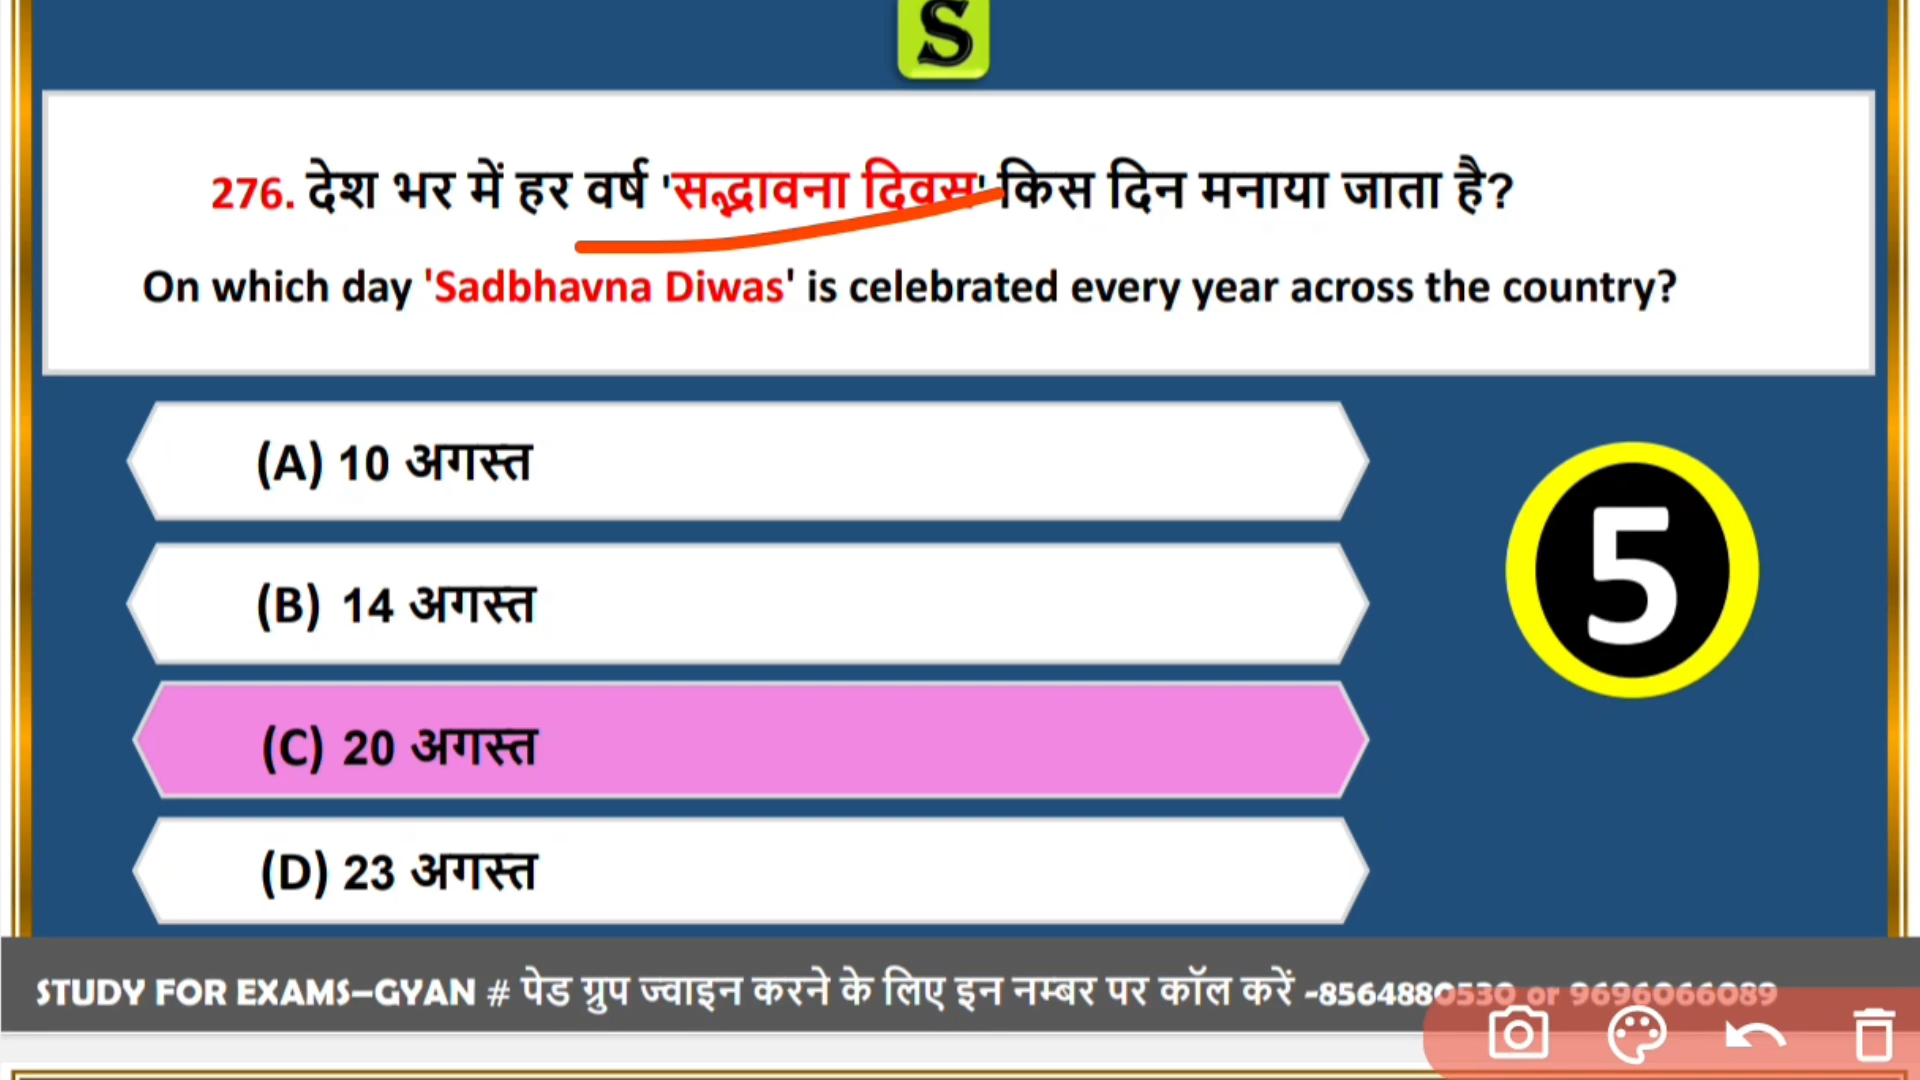 S
276. देश भर में हर वर्ष 'सद्भावना दिवस' किस दिन मनाया जाता है?
On which day 'Sadbhavna Diwas' is celebrated every year across the country?
(A) 10 अगस्त
(B) 14 अगस्त
5
(C) 20 अगस्त
(D) 23 अगस्त
STUDY FOR EXAMS–GYAN # पेड ग्रुप ज्वाइन करने के लिए इन नम्बर पर कॉल करें -8564880530 or 9696066089